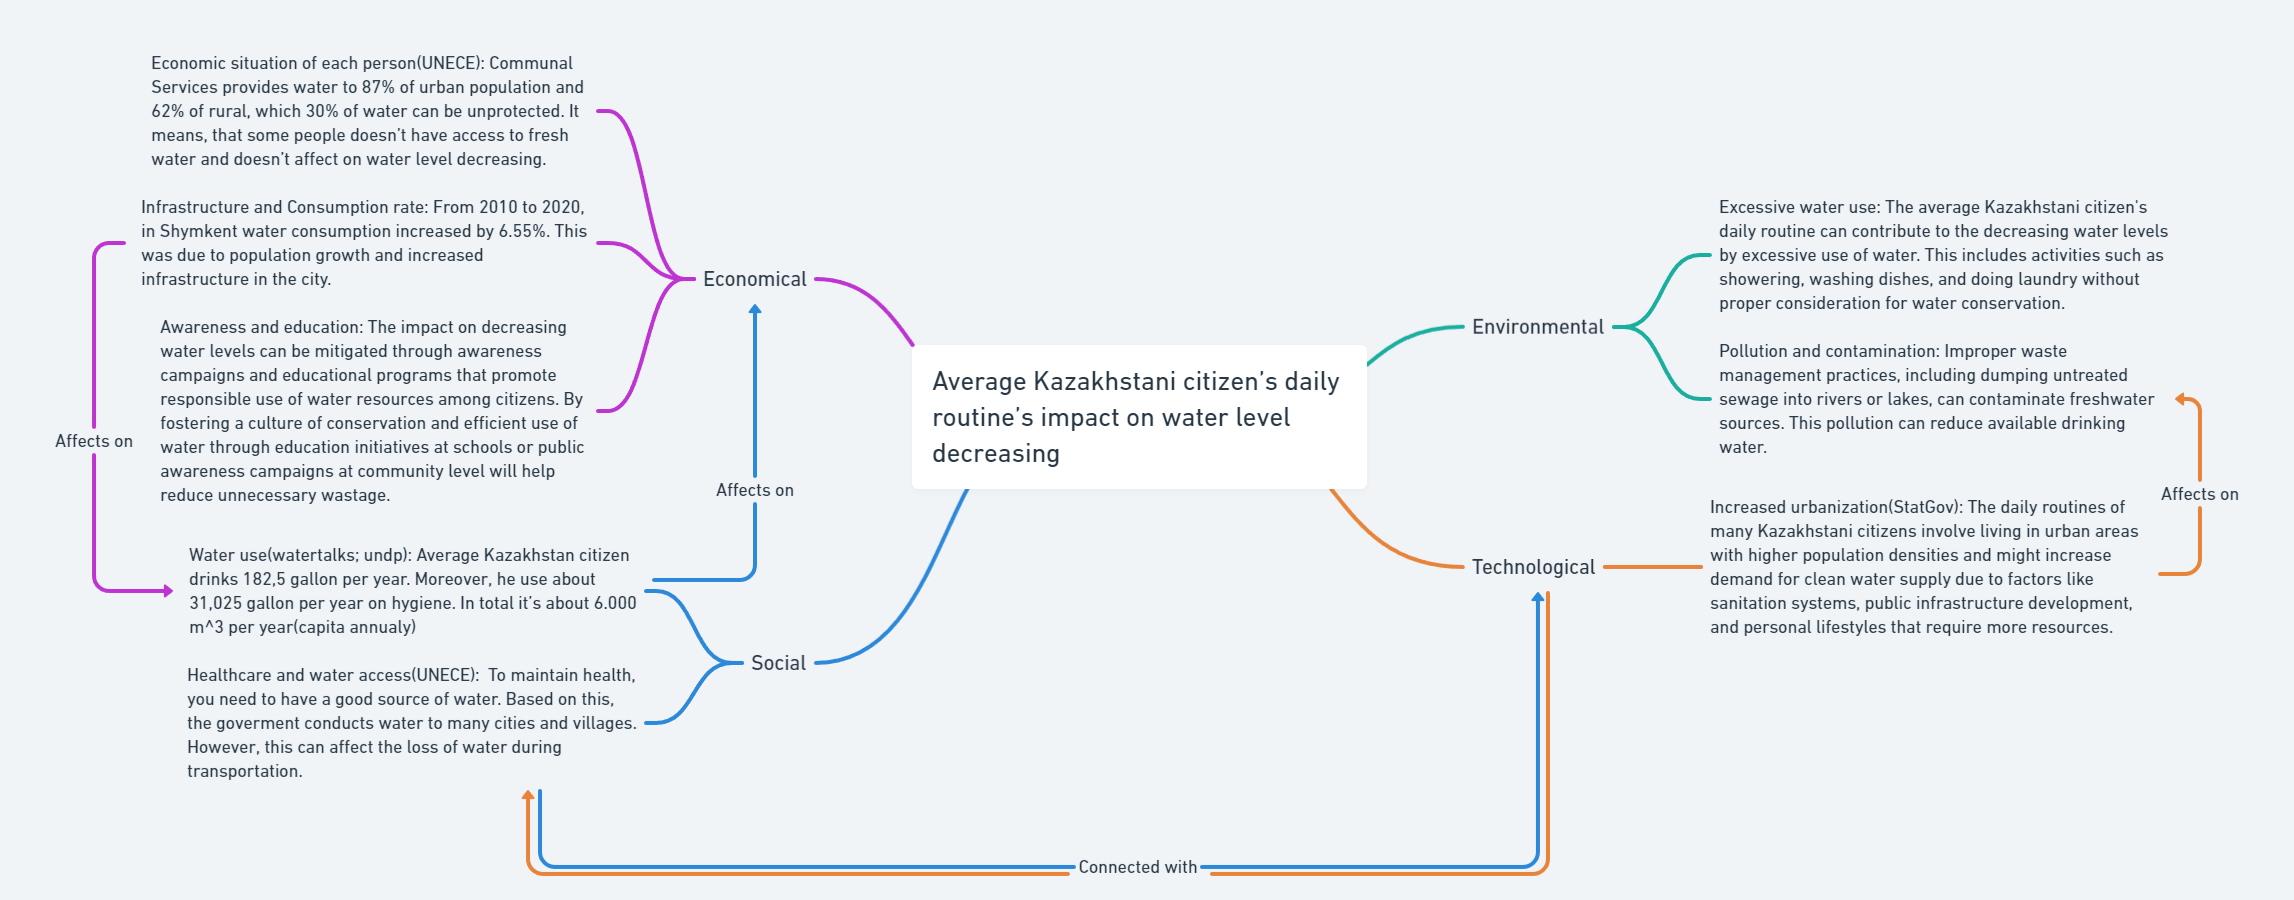 Economic situation of each person(UNECE): Communal
Services provides water to 87% of urban population and
62% of rural, which 30% of water can be unprotected. It
means, that some people doesn’t have access to fresh
water and doesn’t affect on water level decreasing.
Infrastructure and Consumption rate: From 2010 to 2020,
in Shymkent water consumption increased by 6.55%. This
was due to population growth and increased
infrastructure in the city.
Awareness and education: The impact on decreasing
water levels can be mitigated through awareness
campaigns and educational programs that promote
responsible use of water resources among citizens. By
fostering a culture of conservation and efficient use of
water through education initiatives at schools or public
awareness campaigns at community level will help
reduce unnecessary wastage.
Economical
Affects on
Affects on
Water use(watertalks; undp): Average Kazakhstan citizen
drinks 182,5 gallon per year. Moreover, he use about
31,025 gallon per year on hygiene. In total it’s about 6.000
m^3 per year(capita annualy)
Social
Healthcare and water access(UNECE):  To maintain health,
you need to have a good source of water. Based on this,
the goverment conducts water to many cities and villages.
However, this can affect the loss of water during
transportation.
Average Kazakhstani citizen’s daily
routine’s impact on water level
decreasing
Environmental
Excessive water use: The average Kazakhstani citizen's
daily routine can contribute to the decreasing water levels
by excessive use of water. This includes activities such as
showering, washing dishes, and doing laundry without
proper consideration for water conservation.
Pollution and contamination: Improper waste
management practices, including dumping untreated
sewage into rivers or lakes, can contaminate freshwater
sources. This pollution can reduce available drinking
water.
Affects on
Technological
Increased urbanization(StatGov): The daily routines of
many Kazakhstani citizens involve living in urban areas
with higher population densities and might increase
demand for clean water supply due to factors like
sanitation systems, public infrastructure development,
and personal lifestyles that require more resources.
Connected with